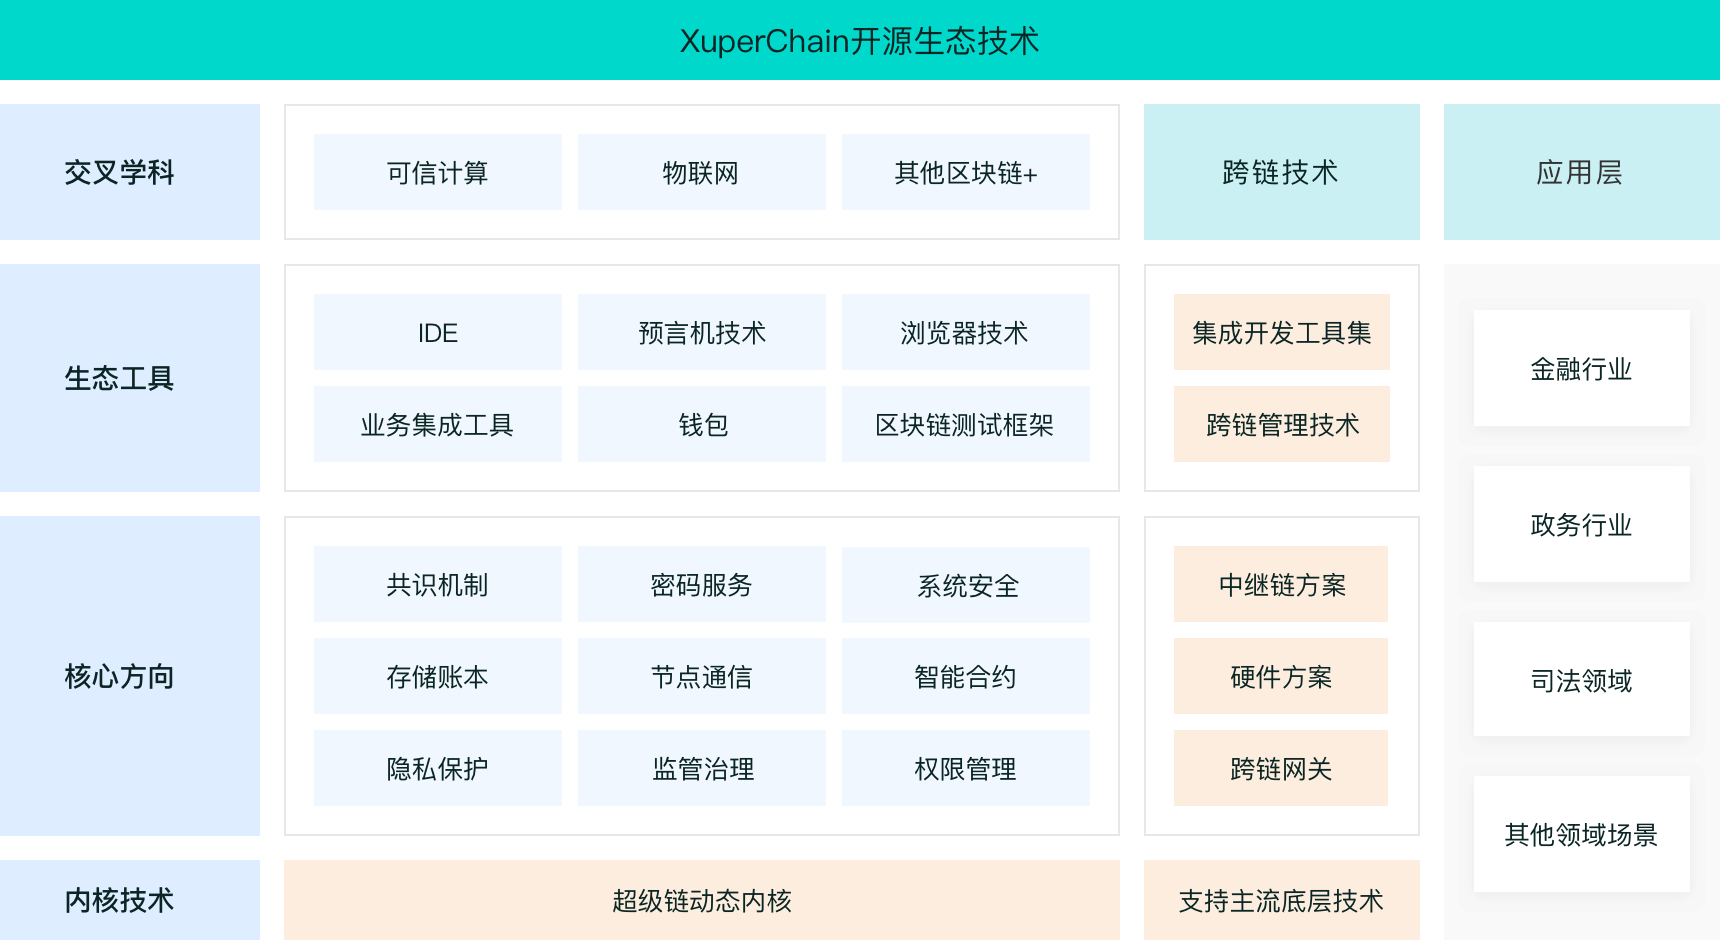 XuperChain开源生态技术
交叉学科
可信计算
物联网
其他区块链+
跨链技术
应用层
生态工具
IDE
预言机技术
浏览器技术
业务集成工具
钱包
区块链测试框架
集成开发工具集
跨链管理技术
金融行业
政务行业
司法领域
其他领域场景
核心方向
共识机制
密码服务
系统安全
存储账本
节点通信
智能合约
隐私保护
监管治理
权限管理
中继链方案
硬件方案
跨链网关
内核技术
超级链动态内核
支持主流底层技术